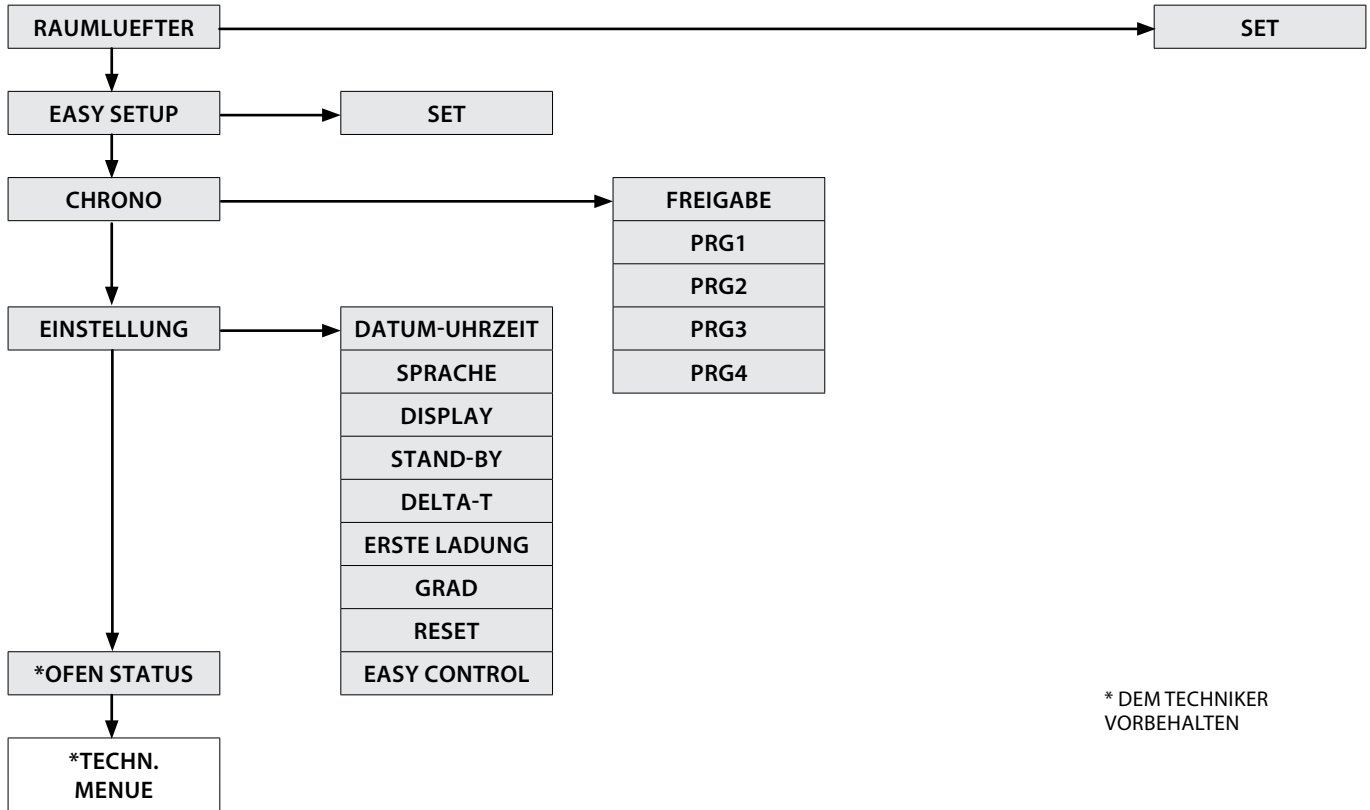 RAUMLUEFTER
SET
EASY SETUP
SET
CHRONO
FREIGABE
PRG1
PRG2
PRG3
PRG4
EINSTELLUNG
DATUM-UHRZEIT
SPRACHE
DISPLAY
STAND-BY
DELTA-T
ERSTE LADUNG
GRAD
RESET
EASY CONTROL
*OFEN STATUS
*TECHN.
MENUE
* DEM TECHNIKER
VORBEHALTEN